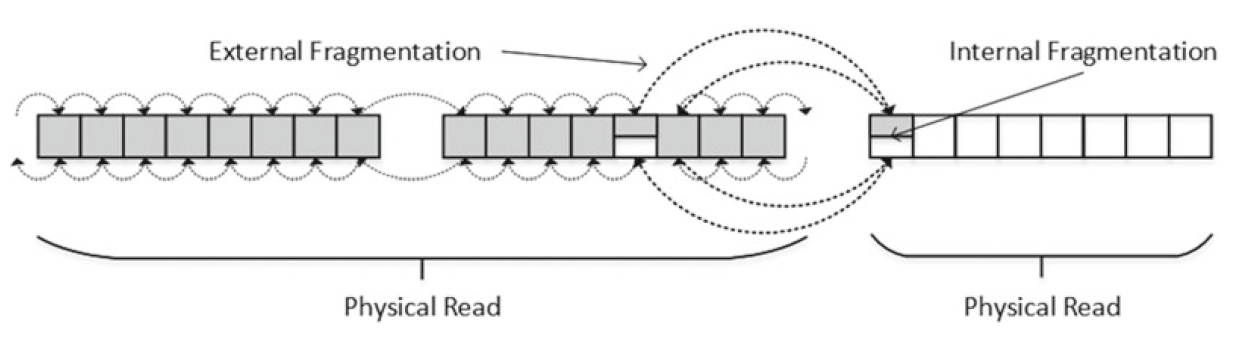 External Fragmentation
Internal Fragmentation
Physical Read
Physical Read